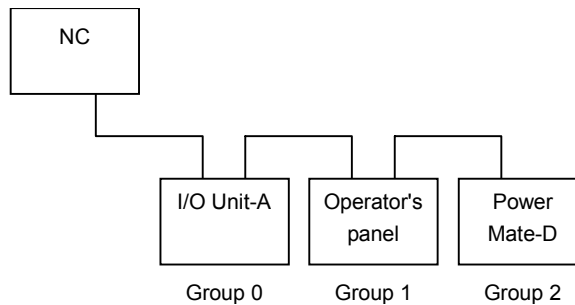 NC
I/O Unit-A
Operator's
panel
Power
Mate-D
Group 0
Group 1
Group 2